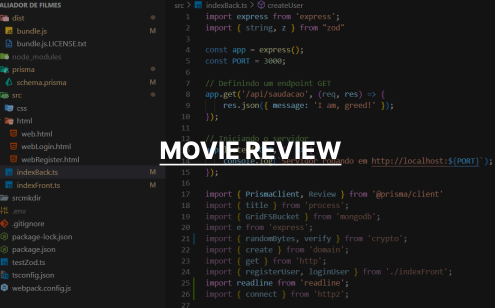 ALIADOR DE FILMES
dist
bundle.js M
bundle.js.LICENSE.txt
node_modules
prisma
schema.prisma M
src
css
html
web.html
webLogin.html
webRegister.html
indexBack.ts M
indexFront.ts M
srcmkdir
.env
.gitignore
package-lock.json
package.json
testZod.ts
tsconfig.json
webpack.config.js
src > indexBack.ts > createUser
1 import express from 'express';
2 import { string, z } from "zod"
3
4 const app = express();
5 const PORT = 3000;
6
7 // Definindo um endpoint GET
8 app.get('/api/saudacao', (req, res) => {
9 res.json({ message: 'I am, greed!' });
10 });
11
12 // Iniciando o servidor
MOVIE REVIEW
em http://localhost:${PORT}`);
15 });
16
17 import { PrismaClient, Review } from '@prisma/client'
18 import { title } from 'process';
19 import { GridFSBucket } from 'mongodb';
20 import e from 'express';
21 import { randomBytes, verify } from 'crypto';
22 import { create } from 'domain';
23 import { get } from 'http';
24 import { registerUser, loginUser } from './indexFront';
25 import readline from 'readline';
26 import { connect } from 'http2';
27